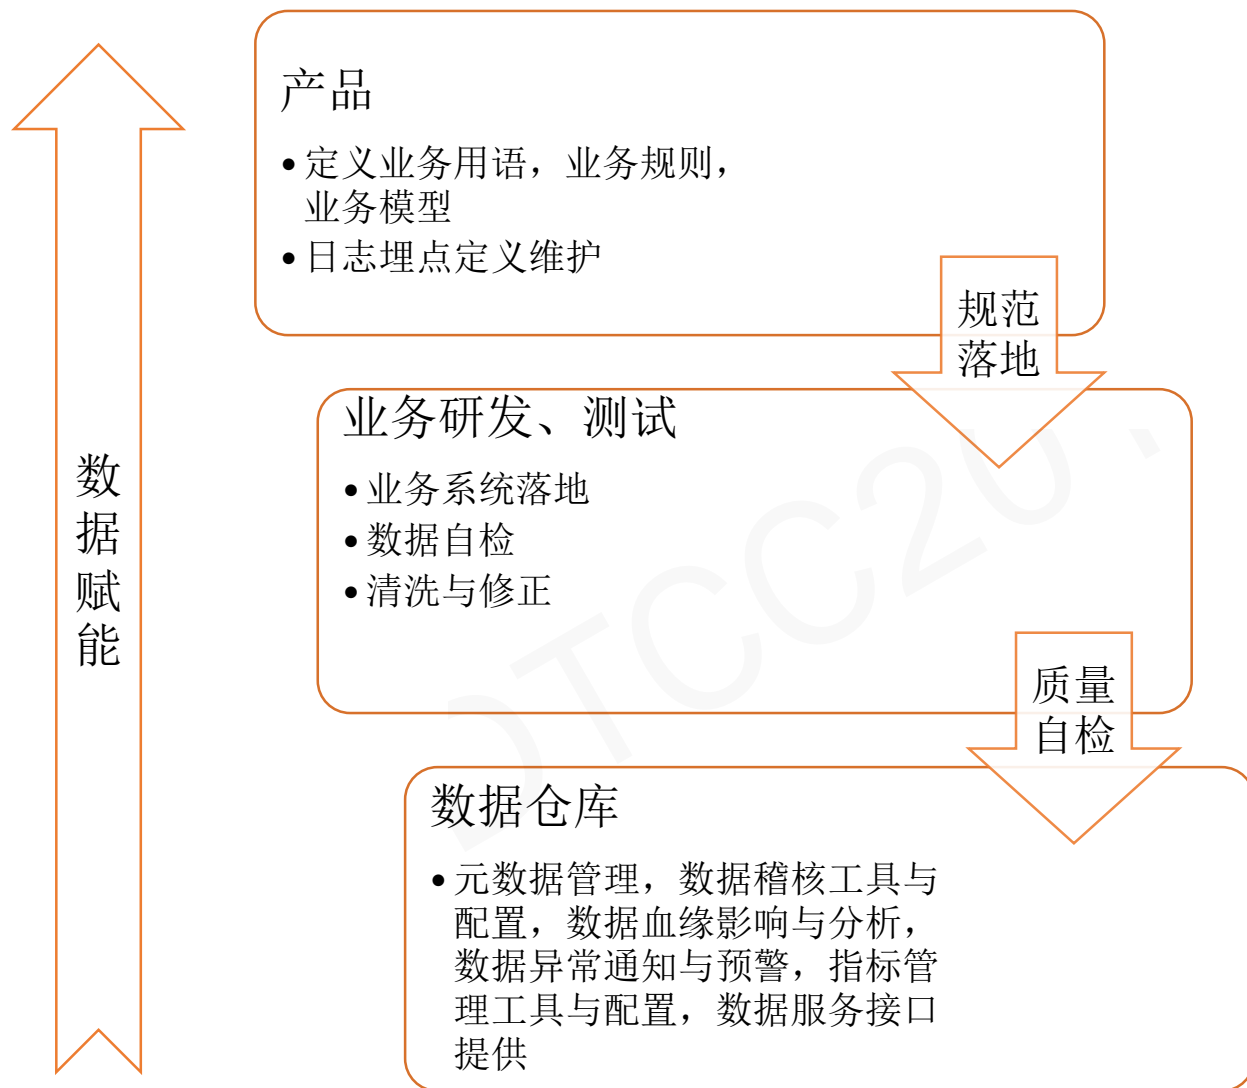 产品
•定义业务用语，业务规则，
业务模型
•日志埋点定义维护
规范
落地
业务研发、测试
•业务系统落地
•数据自检
•清洗与修正
质量
自检
数据仓库
•元数据管理，数据稽核工具与
配置，数据血缘影响与分析，
数据异常通知与预警，指标管
理工具与配置，数据服务接口
提供
数
据
赋
能